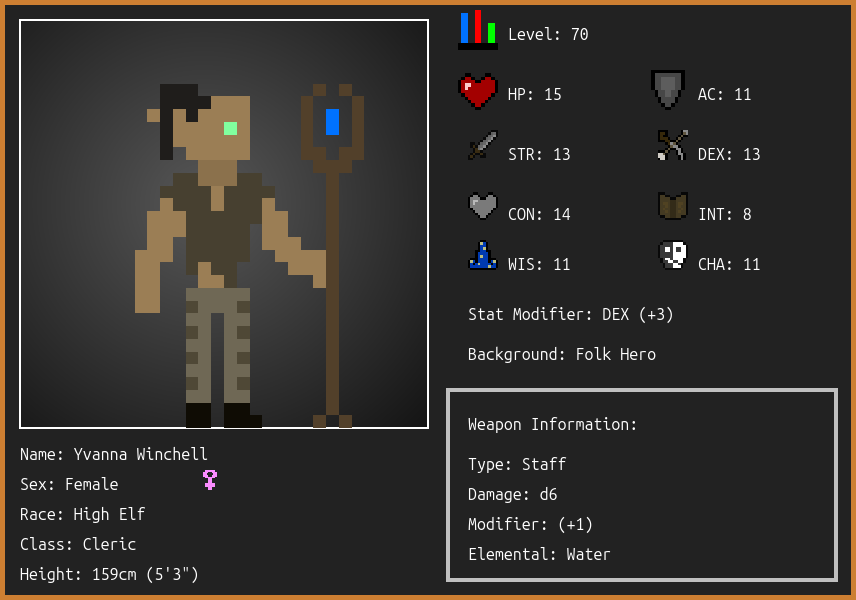 Level: 70
HP: 15
AC: 11
STR: 13
DEX: 13
CON: 14
INT: 8
WIS: 11
CHA: 11
Stat Modifier: DEX (+3)
Background: Folk Hero
Weapon Information:
Type: Staff
Damage: d6
Modifier: (+1)
Elemental: Water
Name: Yvanna Winchell
Sex: Female
Race: High Elf
Class: Cleric
Height: 159cm (5'3")